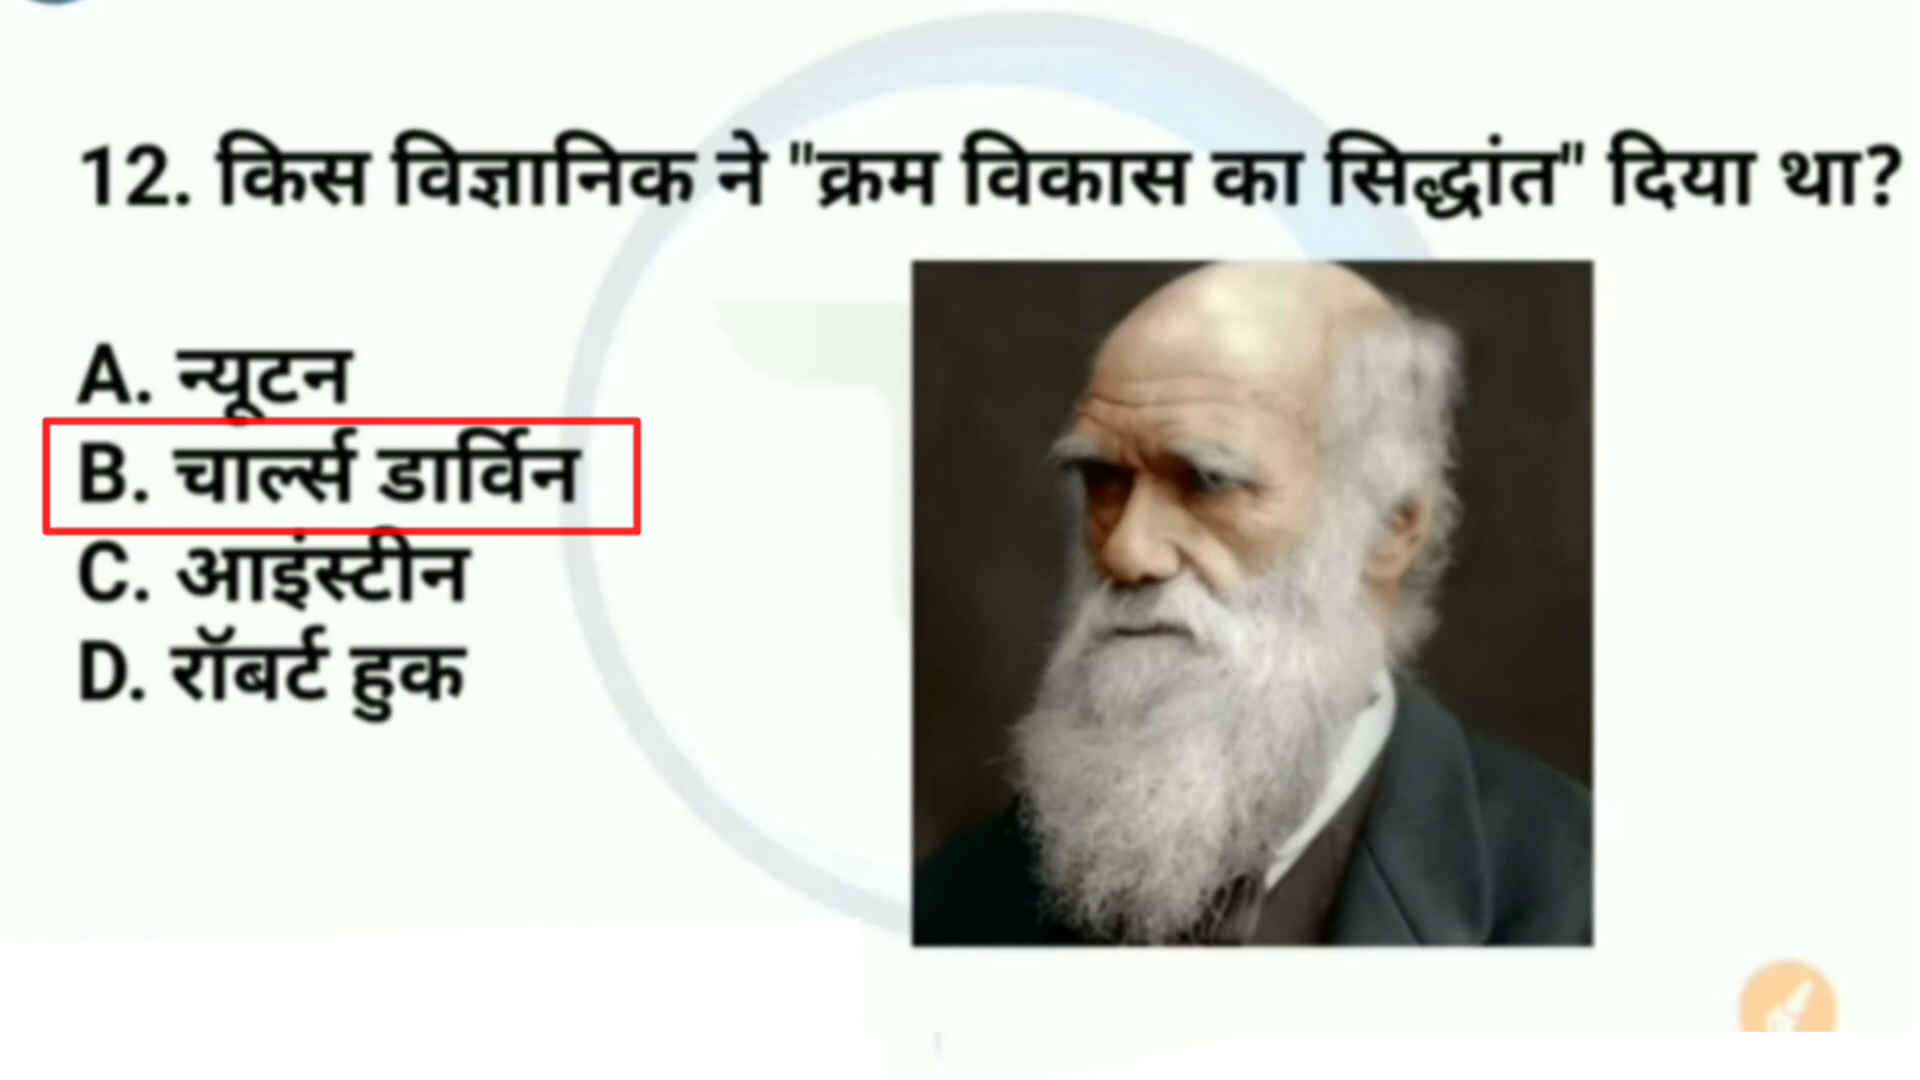 12. किस विज्ञानिक ने "क्रम विकास का सिद्धांत" दिया था?
A. न्यूटन
B. चार्ल्स डार्विन
C. आइंस्टीन
D. रॉबर्ट हुक